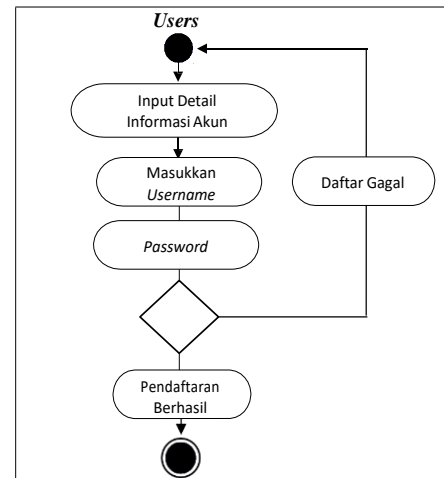 Users
Input Detail
Informasi Akun
Masukkan
Username
Daftar Gagal
Password
Pendaftaran
Berhasil